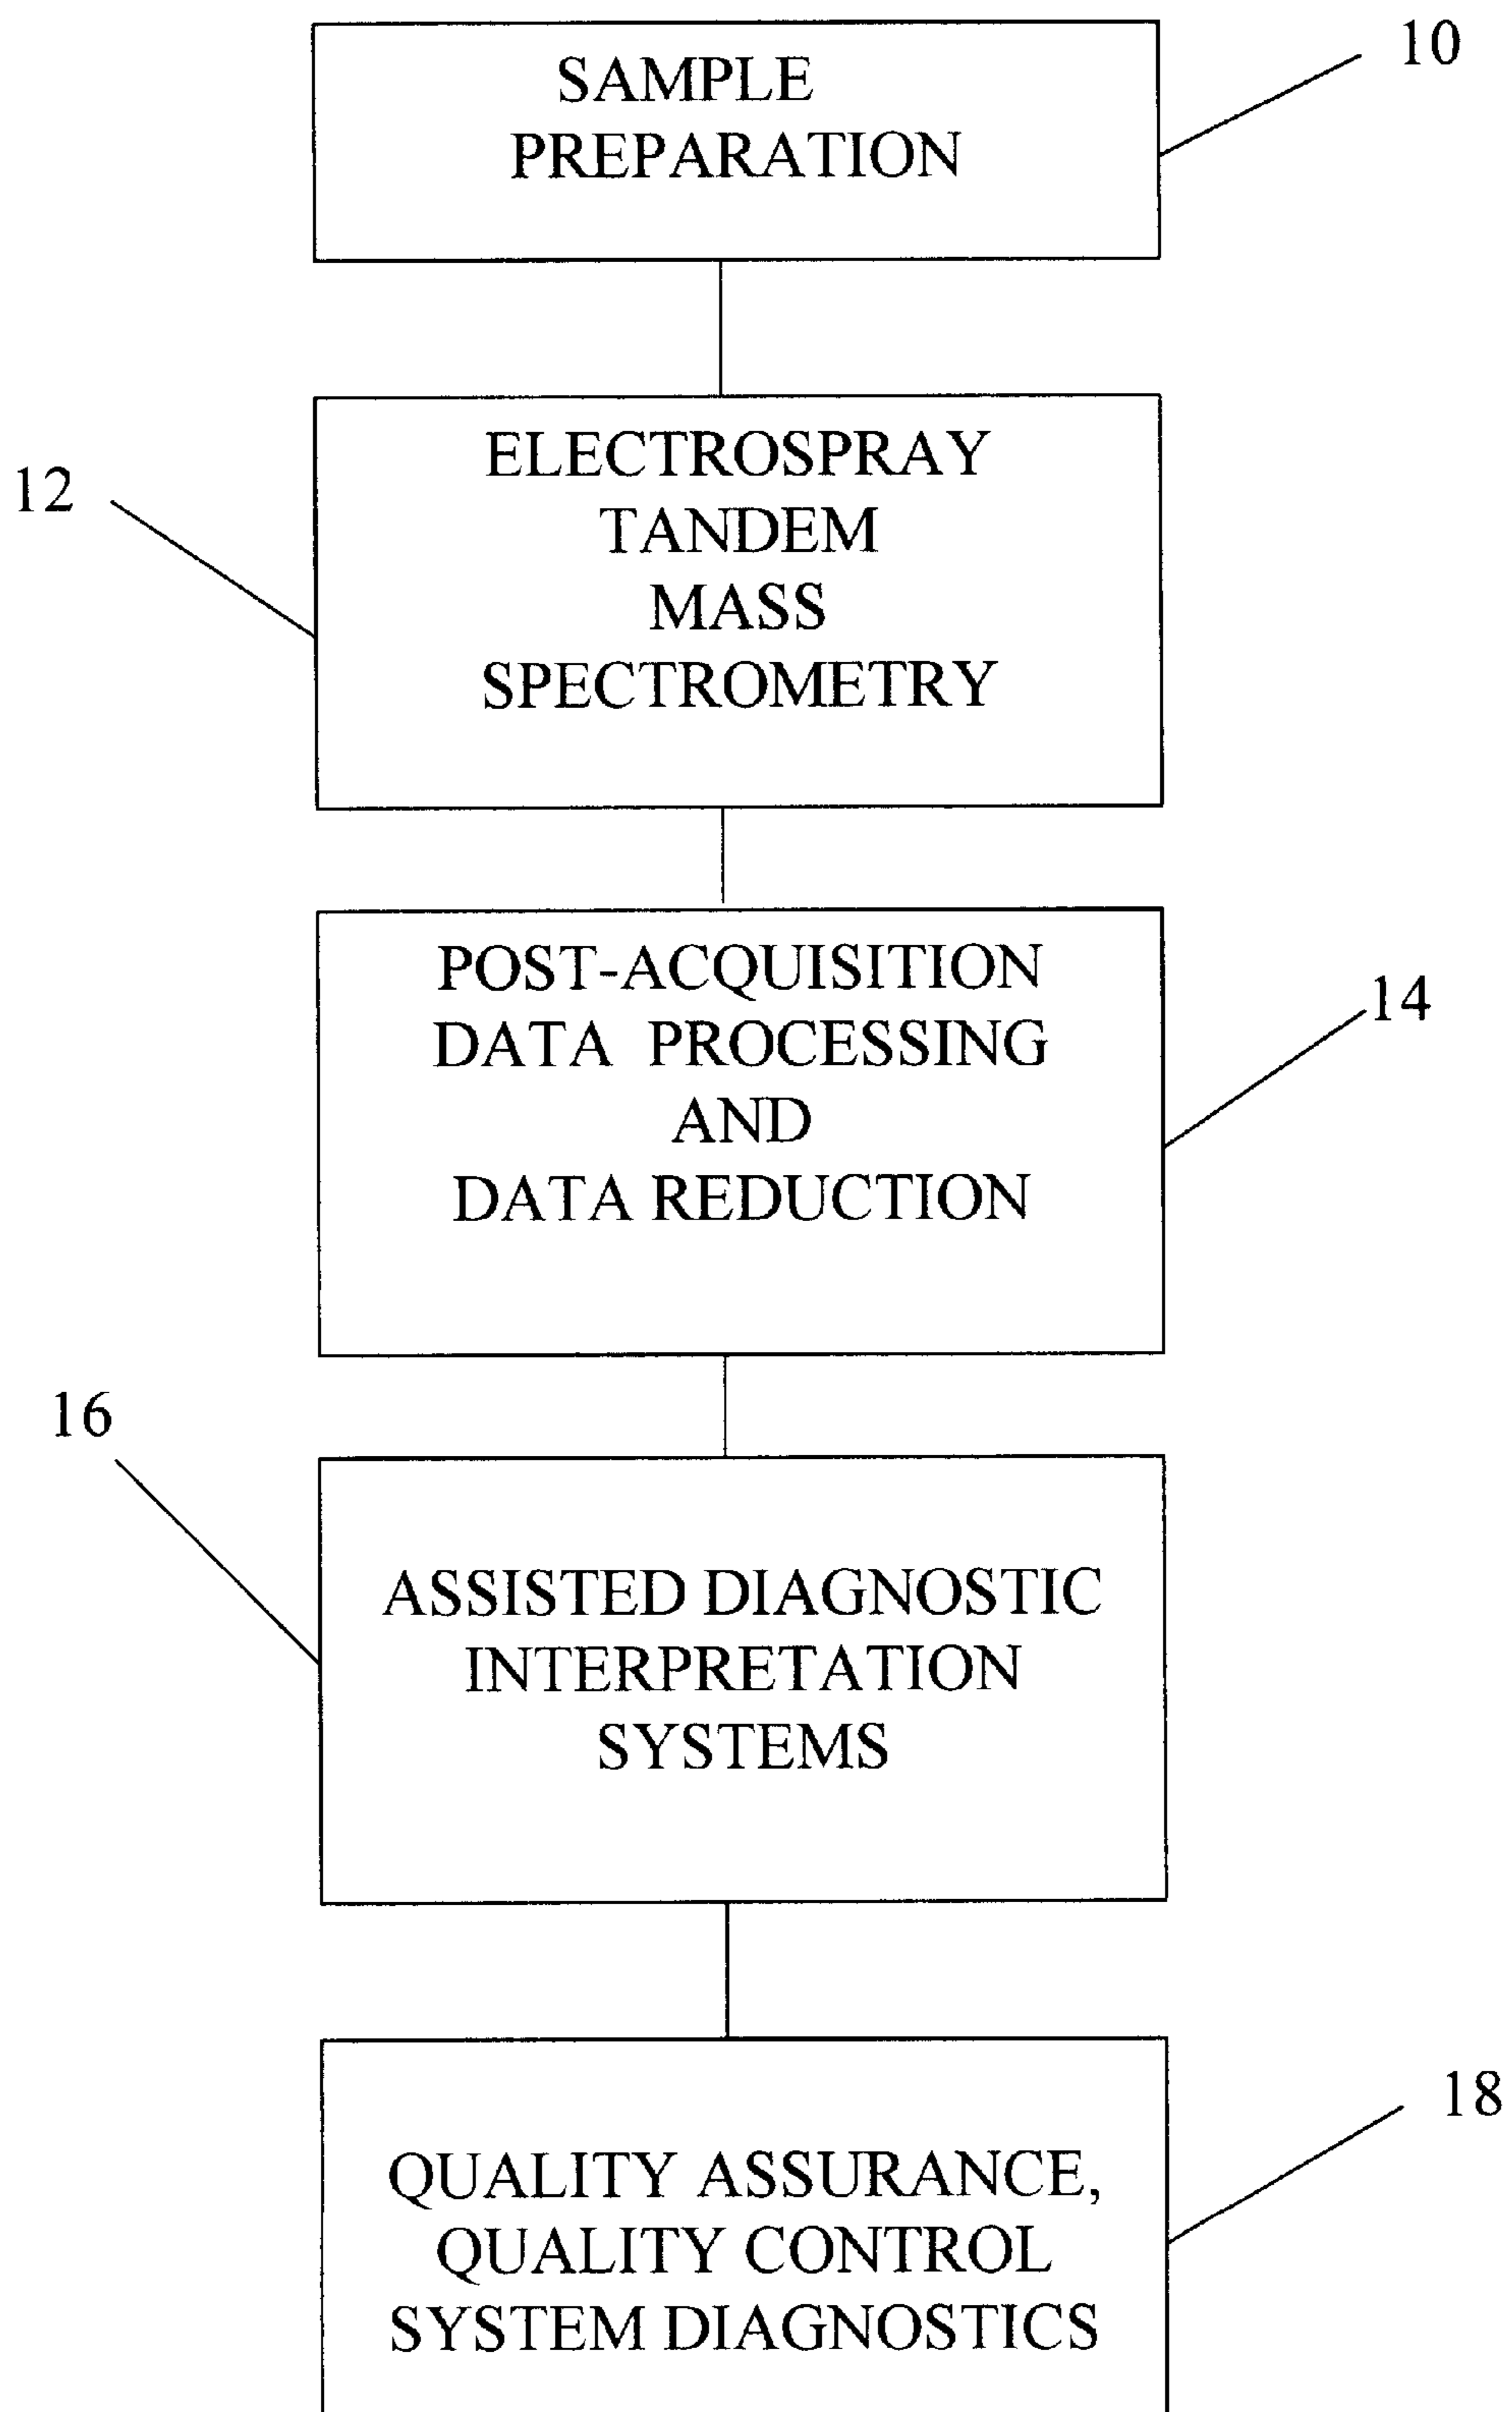 10
SAMPLE
PREPARATION
12
ELECTROSPRAY
TANDEM
MASS
SPECTROMETRY
14
POST-ACQUISITION
DATA PROCESSING
AND
DATA REDUCTION
16
ASSISTED DIAGNOSTIC
INTERPRETATION
SYSTEMS
18
QUALITY ASSURANCE,
QUALITY CONTROL
SYSTEM DIAGNOSTICS